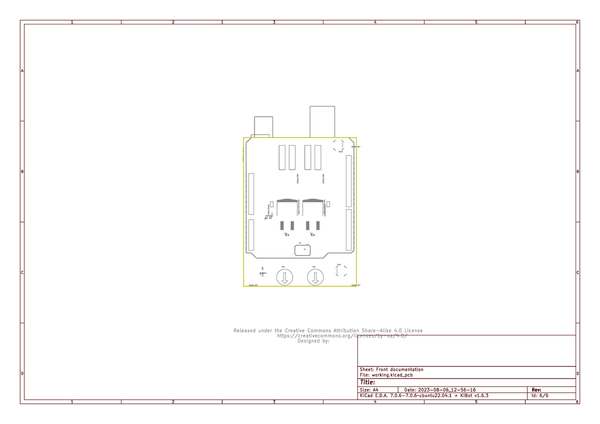 1 2 3 4 5 6
A A
B B
C C
D D
Released under the Creative Commons Attribution Share-Alike 4.0 License
https://creativecommons.org/licenses/by-sa/4.0/
Designed by:
Sheet: Front documentation
File: working.kicad_pcb
Title:
Size: A4 Date: 2023-08-06_12-56-16 Rev:
KiCad E.D.A. 7.0.6-7.0.6~ubuntu22.04.1 + KiBot v1.6.3 Id: 6/6
1 2 3 4 5 6